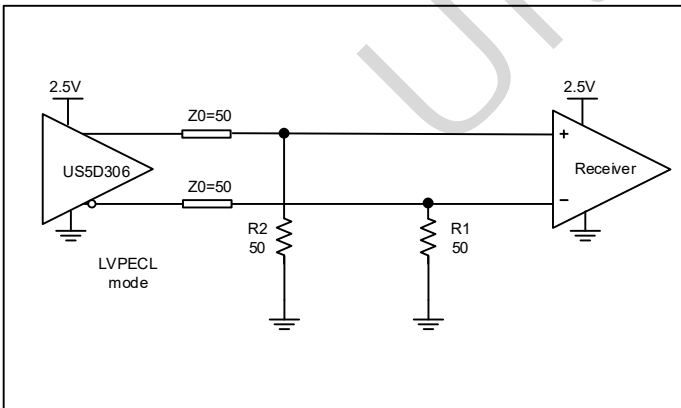 2.5V
2.5V
Z0=50
+
US5D306
Receiver
Z0=50
−
R2
50
R1
50
LVPECL
mode